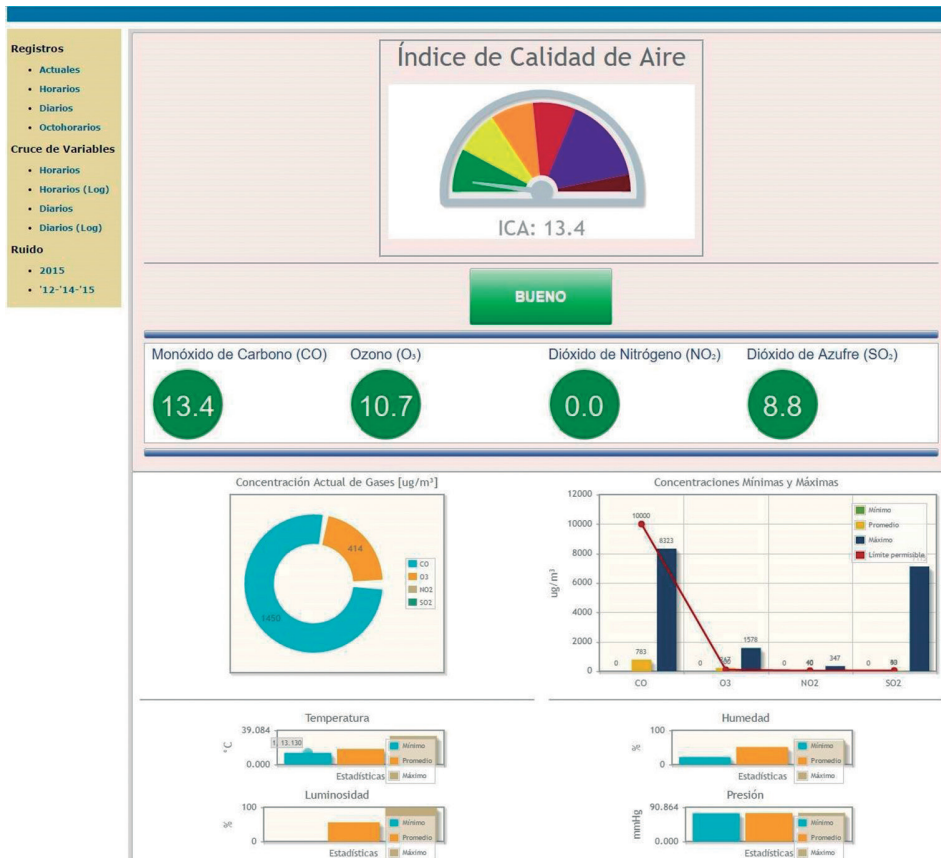 Registros
Actuales
Horarios
Diarios
Octohorarios
Cruce de Variables
Horarios
Horarios (Log)
Diarios
Diarios (Log)
Ruido
2015
'12-'14-'15
Índice de Calidad de Aire
ICA: 13.4
BUENO
Monóxido de Carbono (CO)
Ozono (O₃)
Dióxido de Nitrógeno (NO₂)
Dióxido de Azufre (SO₂)
13.4
10.7
0.0
8.8
Concentración Actual de Gases [ug/m³]
414
1450
CO
O3
NO2
SO2
Concentraciones Mínimas y Máximas
ug/m³
12000
10000
8000
6000
4000
2000
0
10000
8323
783
0
0
1578
0
40
347
0
Mínimo
Promedio
Máximo
Límite permisible
CO
O3
NO2
SO2
Temperatura
°C
39.084
0.000
13.130
Mínimo
Promedio
Máximo
Estadísticas
Humedad
%
100
0
Mínimo
Promedio
Máximo
Estadísticas
Luminosidad
%
100
0
Mínimo
Promedio
Máximo
Estadísticas
Presión
mmHg
90.864
0.000
Mínimo
Promedio
Máximo
Estadísticas